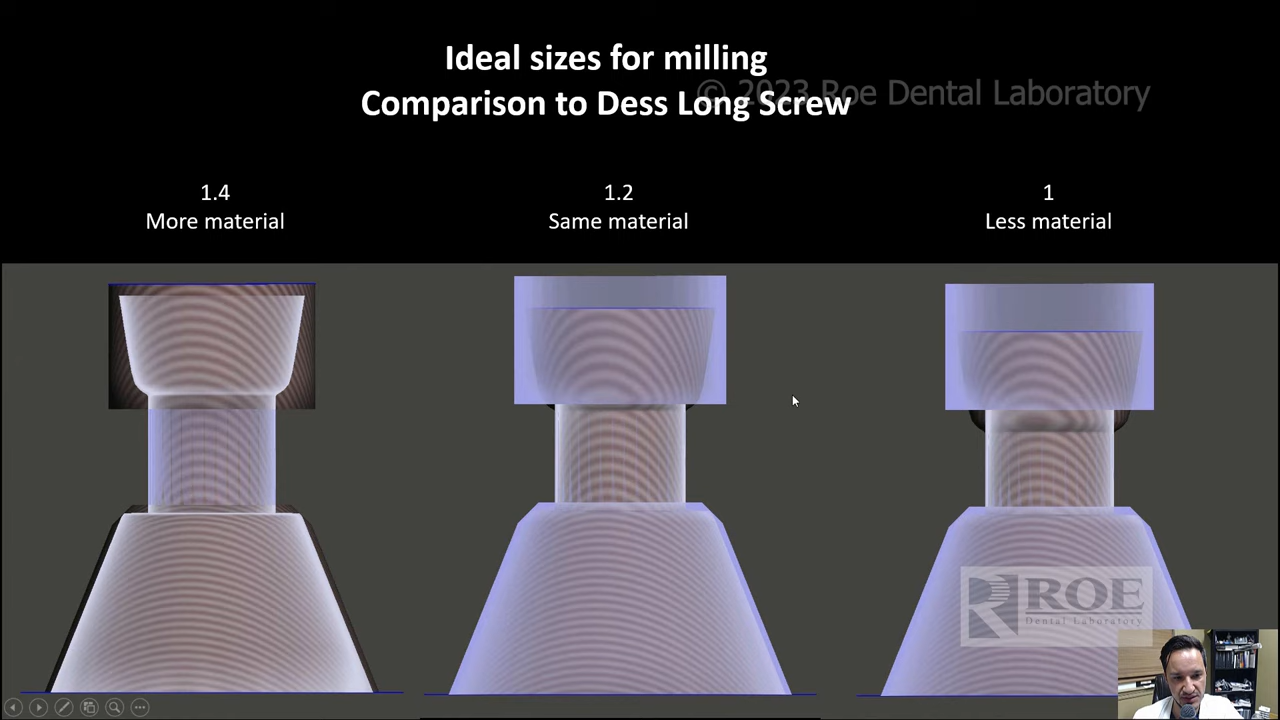 Ideal sizes for milling
Comparison to Dess Long Screw
© 2023 Roe Dental Laboratory
1.4
More material
1.2
Same material
1
Less material
ROE
Dental Laboratory